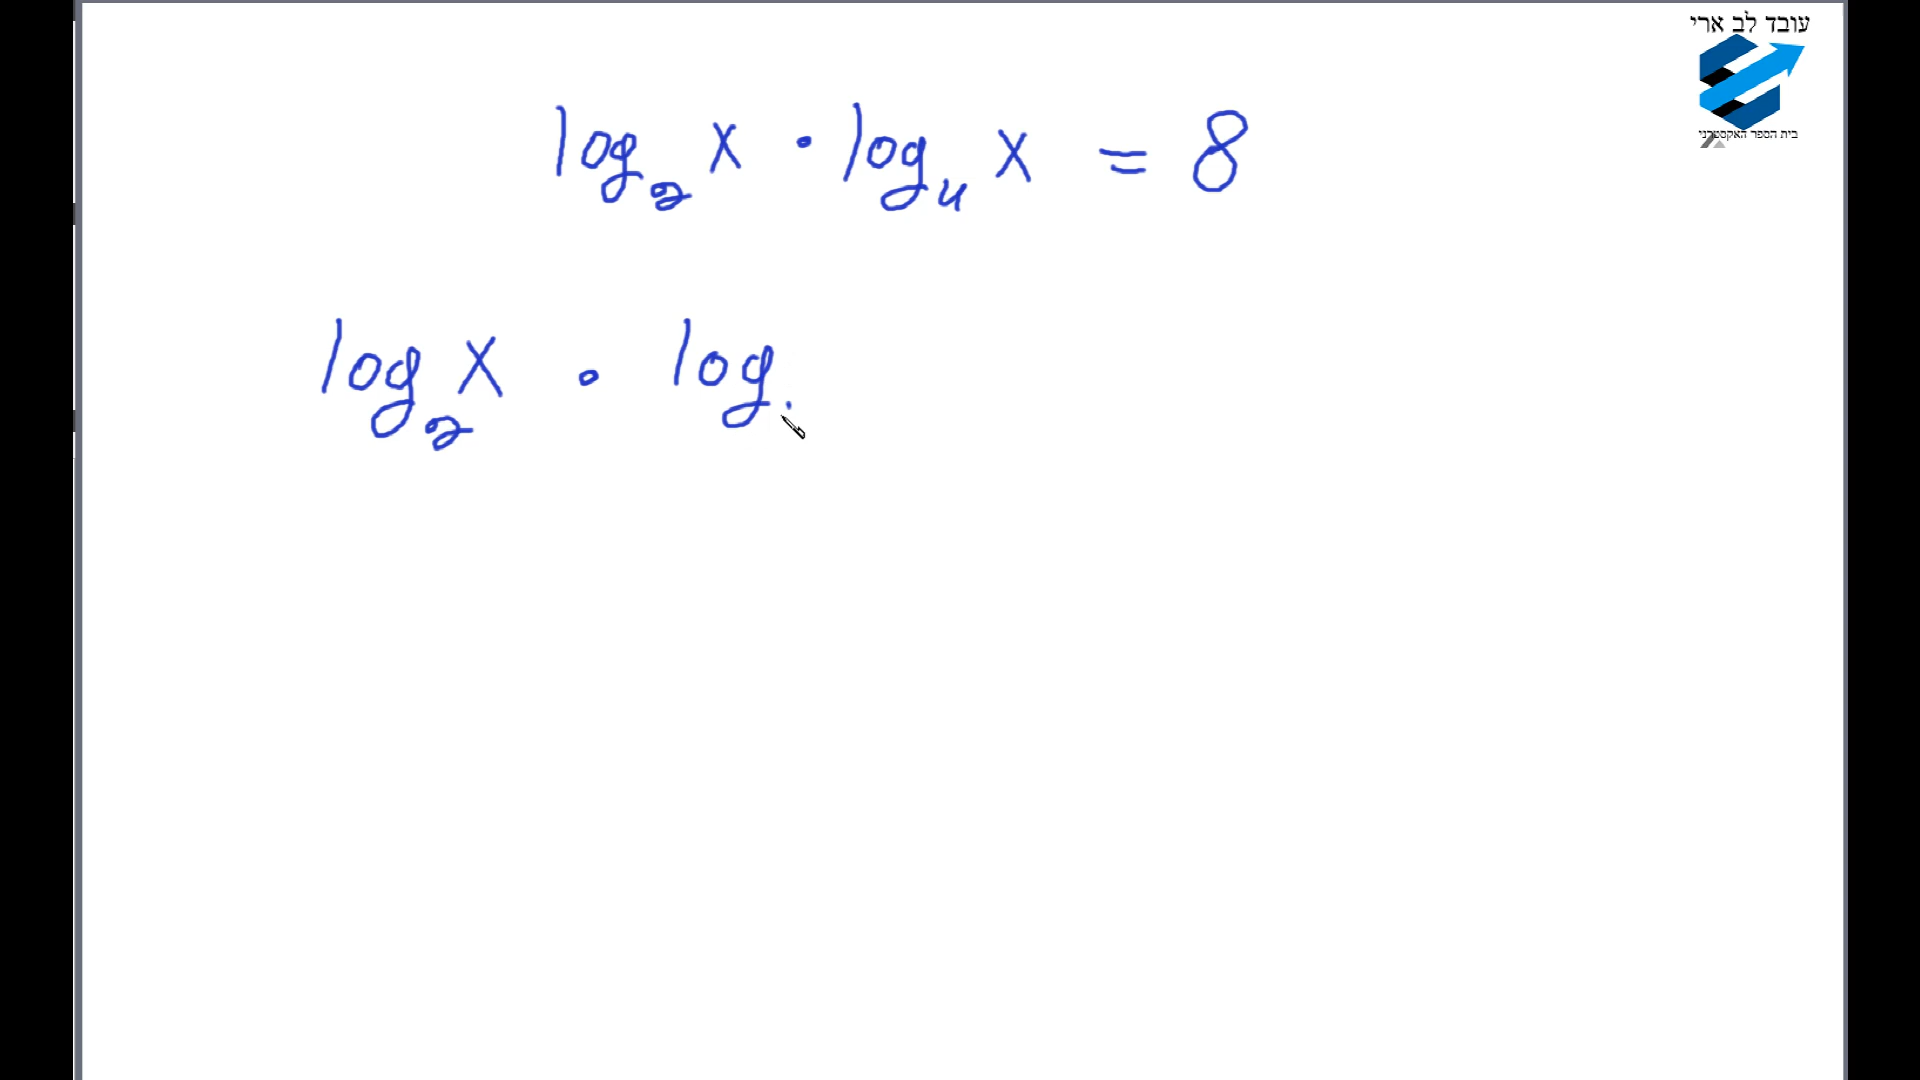 עובד לב ארי
בית הספר האקסטרני
log₂ x · log₄ x = 8
log₂ x · log